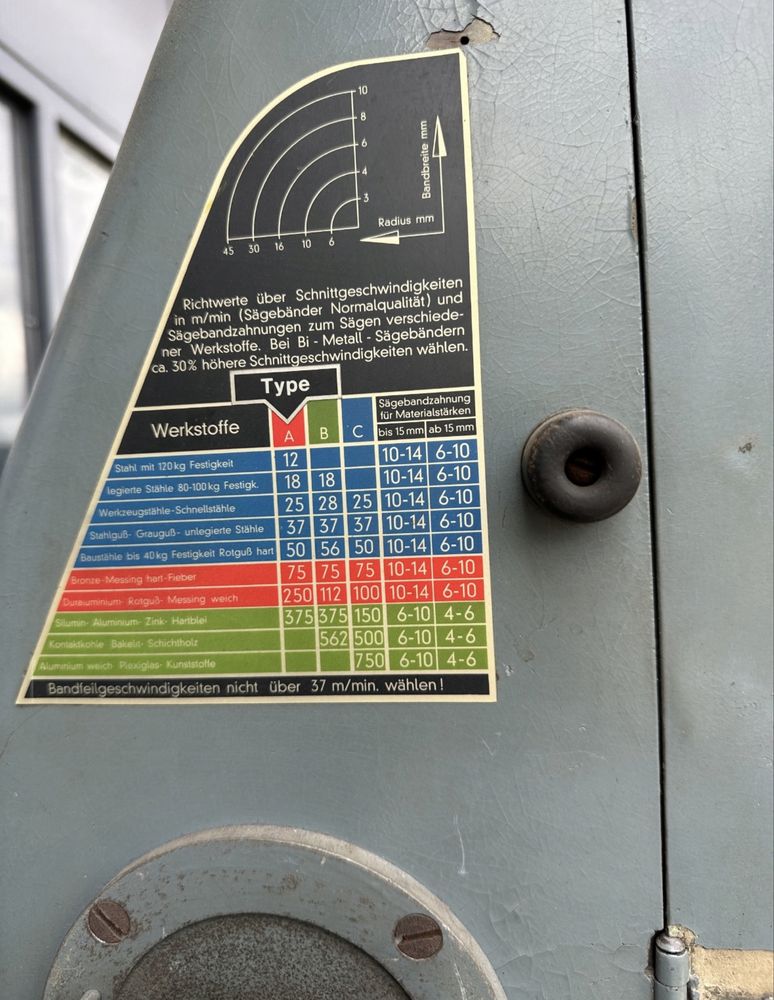 10
8
6
4
3
Bandbreite mm
Radius mm
45 30 16 10 6
Richtwerte über Schnittgeschwindigkeiten
in m/min (Sägebänder Normalqualität) und
Sägebandzahnungen zum Sägen verschiede-
ner Werkstoffe. Bei Bi - Metall - Sägebändern
ca. 30% höhere Schnittgeschwindigkeiten wählen.
Type
Werkstoffe A B C Sägebandzahnung
für Materialstärken
bis 15 mm ab 15 mm
Stahl mit 120 kg Festigkeit 12 10-14 6-10
legierte Stähle 80-100 kg Festigk. 18 18 10-14 6-10
Werkzeugstähle-Schnellstähle 25 28 25 10-14 6-10
Stahlguß- Grauguß- unlegierte Stähle 37 37 37 10-14 6-10
Baustähle bis 40 kg Festigkeit Rotguß hart 50 56 50 10-14 6-10
Bronze-Messing hart-Fieber 75 75 75 10-14 6-10
Duraluminium- Rotguß- Messing weich 250 112 100 10-14 6-10
Silumin- Aluminium- Zink- Hartblei 375 375 150 6-10 4-6
Kontaktkohle Bakelit- Schichtholz 562 500 6-10 4-6
Aluminium weich Plexiglas- Kunststoffe 750 6-10 4-6
Bandfeilgeschwindigkeiten nicht über 37 m/min. wählen!